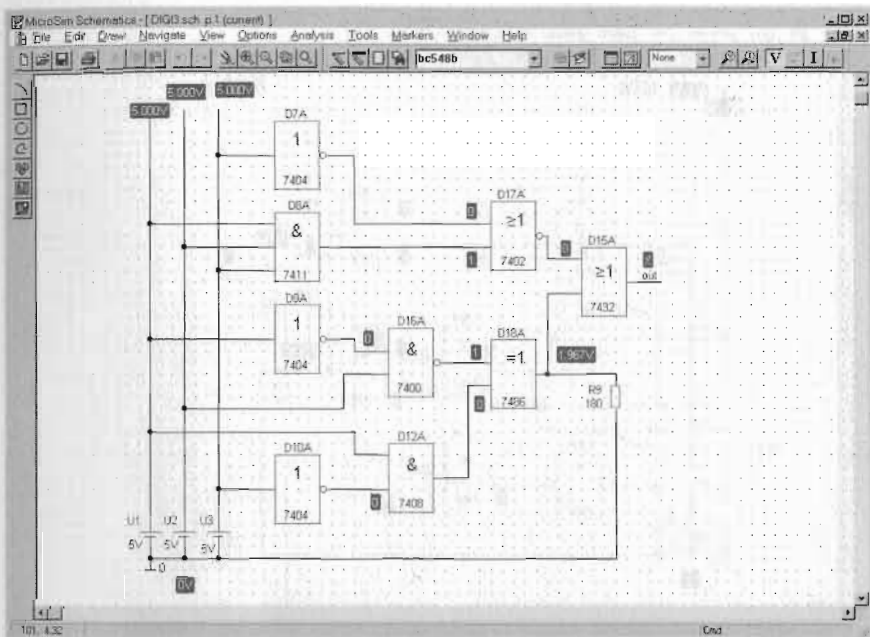 MicroSim Schematics - [ DIGI3.sch p.1 (current) ]
File Edit Draw Navigate View Options Analysis Tools Markers Window Help
bc548b
None
V
I
5.000V
5.000V
5.000V
D7A
1
7404
D8A
&
7411
D17A
≥1
7402
0
1
D15A
≥1
7432
0
out
D9A
1
7404
0
D16A
&
7400
1
D18A
=1
7486
0
1.967V
R9
180
D10A
1
7404
0
D12A
&
7408
U1
5V
U2
5V
U3
5V
0
0V
101, 4.32
Cmd